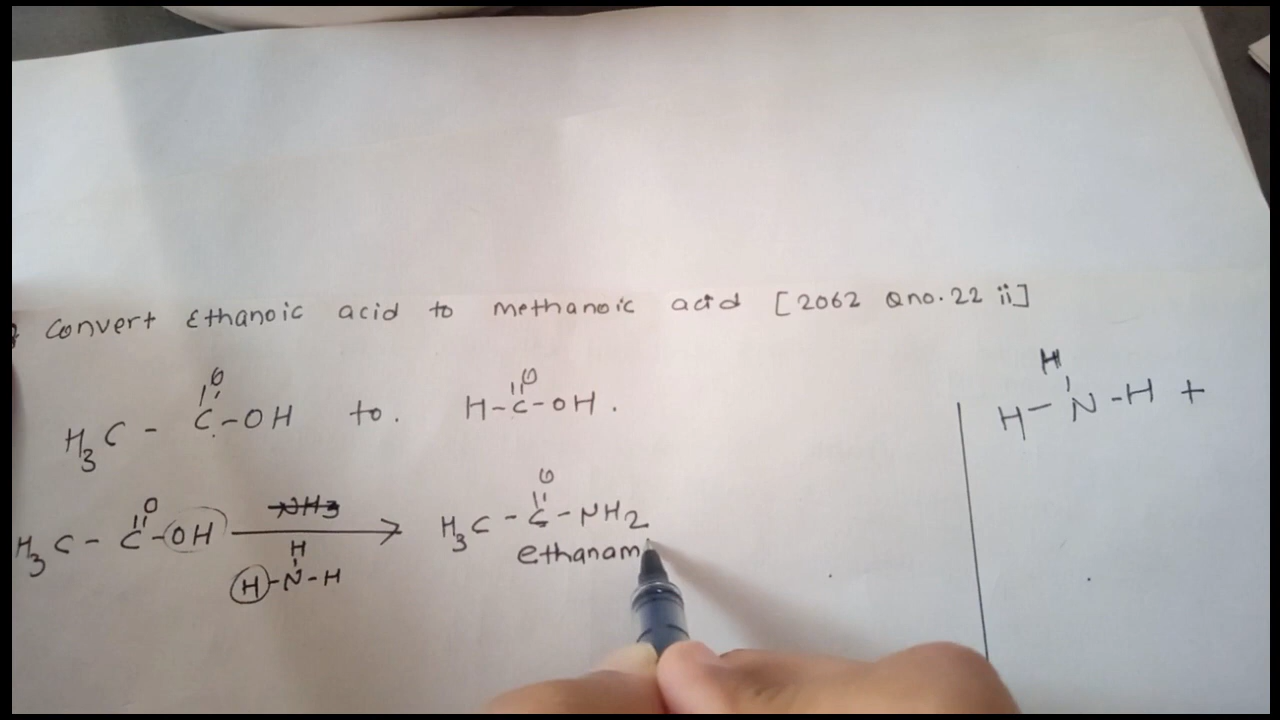 Convert Ethanoic acid to methanoic acid [2062 Qno. 22 ii]
O
H3C - C - OH to.
O
H - C - OH .
H
H - N - H +
O
H3C - C - OH
NH3
H
H - N - H
O
H3C - C - NH2
ethanam